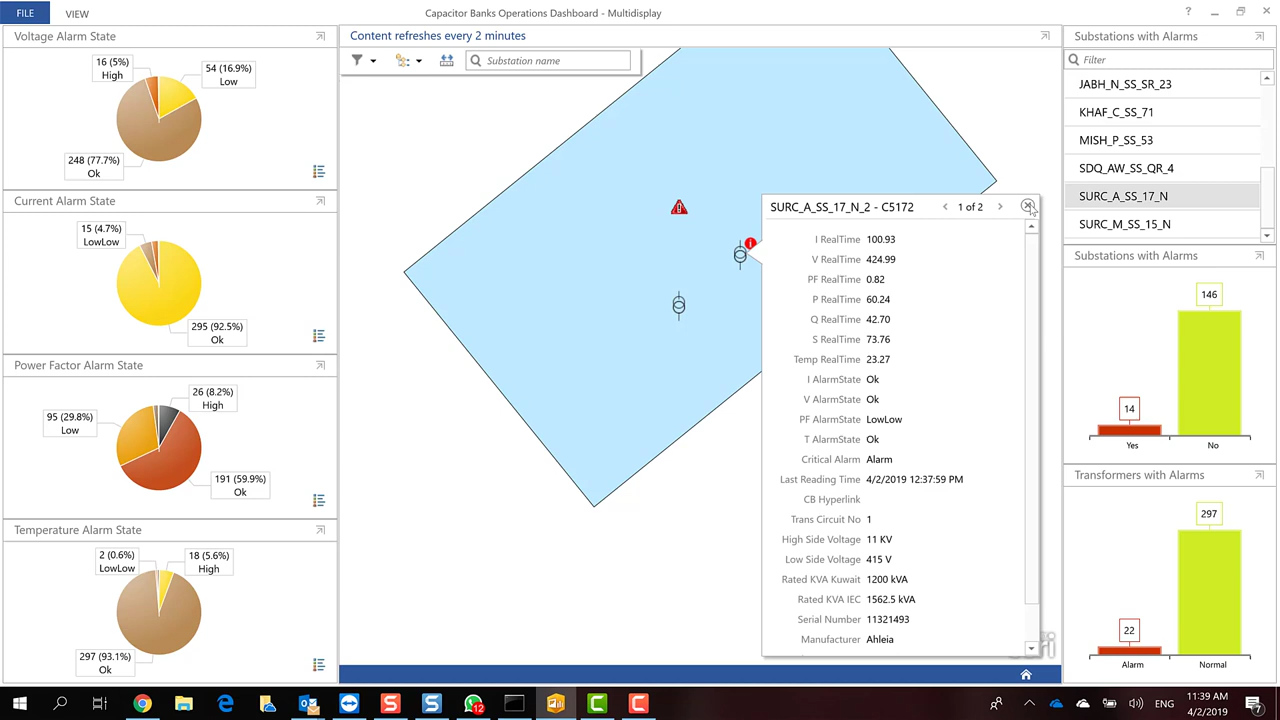 FILE
VIEW
Capacitor Banks Operations Dashboard - Multidisplay
?
Voltage Alarm State
16 (5%)
High
54 (16.9%)
Low
248 (77.7%)
Ok
Current Alarm State
15 (4.7%)
LowLow
295 (92.5%)
Ok
Power Factor Alarm State
26 (8.2%)
High
95 (29.8%)
Low
191 (59.9%)
Ok
Temperature Alarm State
2 (0.6%)
LowLow
18 (5.6%)
High
297 (93.1%)
Ok
Content refreshes every 2 minutes
Substation name
SURC_A_SS_17_N_2 - C5172
1 of 2
I RealTime 100.93
V RealTime 424.99
PF RealTime 0.82
P RealTime 60.24
Q RealTime 42.70
S RealTime 73.76
Temp RealTime 23.27
I AlarmState Ok
V AlarmState Ok
PF AlarmState LowLow
T AlarmState Ok
Critical Alarm Alarm
Last Reading Time 4/2/2019 12:37:59 PM
CB Hyperlink
Trans Circuit No 1
High Side Voltage 11 KV
Low Side Voltage 415 V
Rated KVA Kuwait 1200 kVA
Rated KVA IEC 1562.5 kVA
Serial Number 11321493
Manufacturer Ahleia
Substations with Alarms
Filter
JABH_N_SS_SR_23
KHAF_C_SS_71
MISH_P_SS_53
SDQ_AW_SS_QR_4
SURC_A_SS_17_N
SURC_M_SS_15_N
Substations with Alarms
146
14
Yes
No
Transformers with Alarms
297
22
Alarm
Normal
12
ENG
11:39 AM
4/2/2019
7